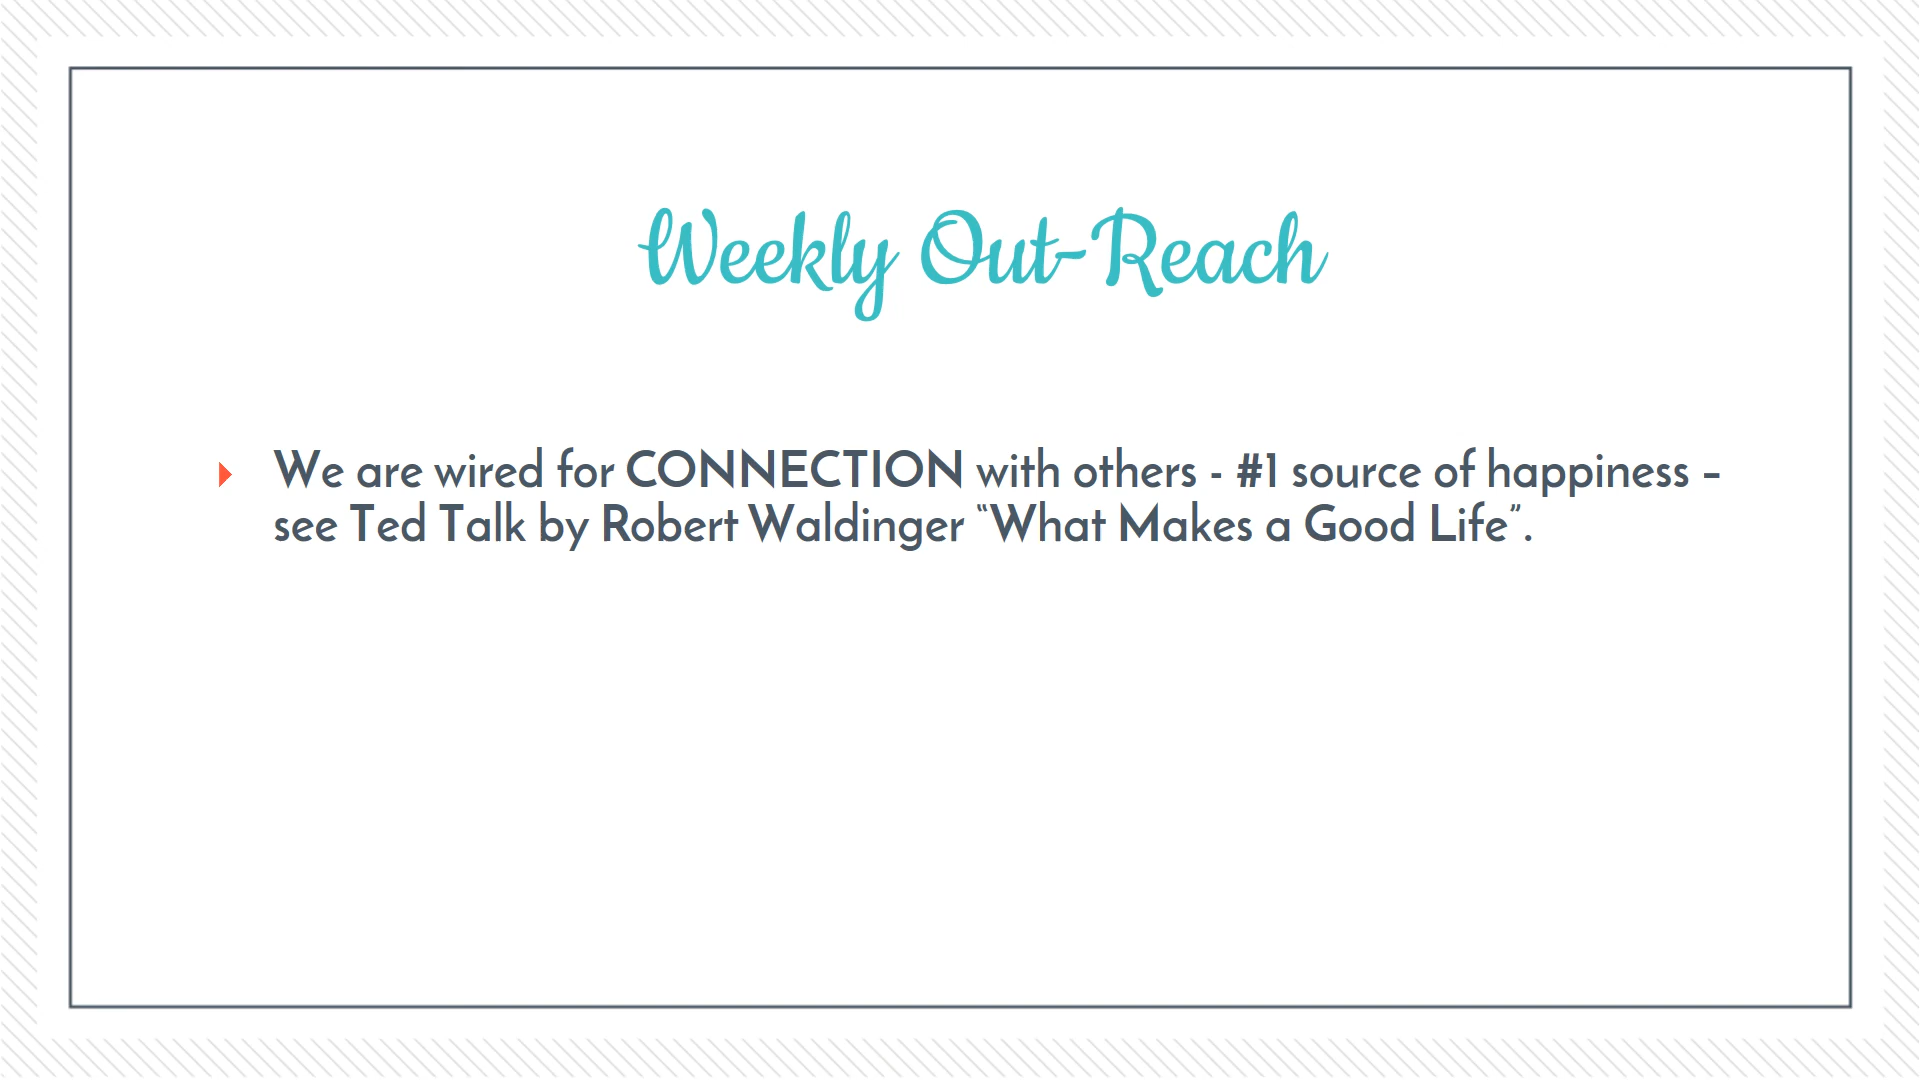 Weekly Out-Reach
We are wired for CONNECTION with others - #1 source of happiness –
see Ted Talk by Robert Waldinger “What Makes a Good Life”.